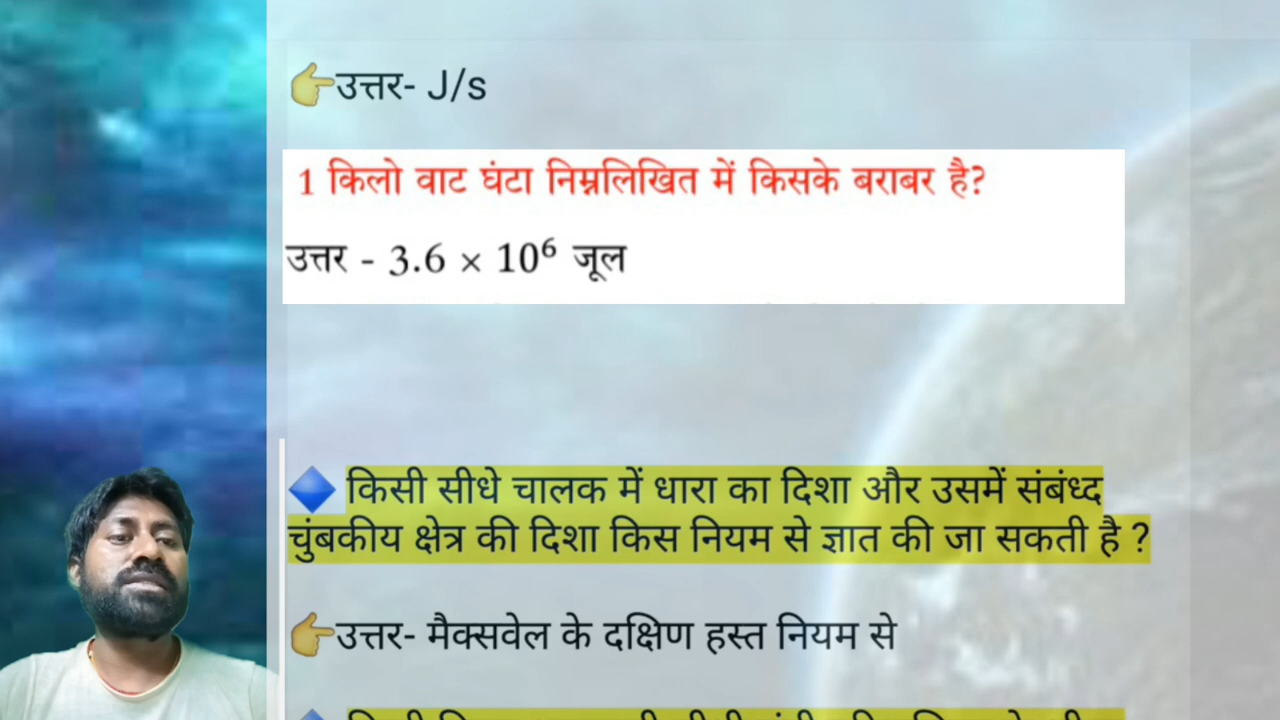 👉उत्तर- J/s
1 किलो वाट घंटा निम्नलिखित में किसके बराबर है?
उत्तर - 3.6 × 10⁶ जूल
🔷 किसी सीधे चालक में धारा का दिशा और उसमें संबंध्द
चुंबकीय क्षेत्र की दिशा किस नियम से ज्ञात की जा सकती है ?
👉उत्तर- मैक्सवेल के दक्षिण हस्त नियम से